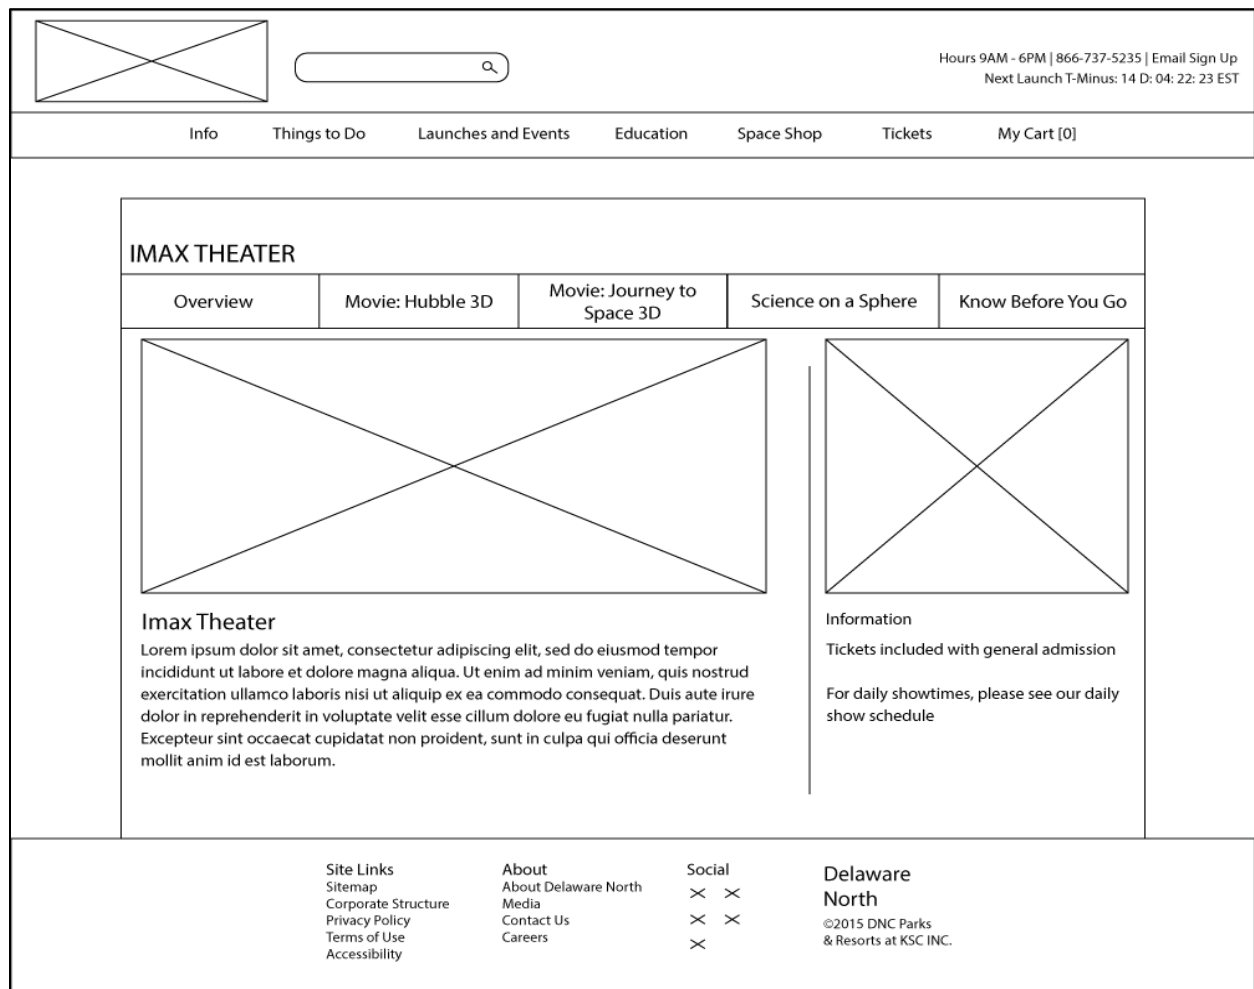 Hours 9AM - 6PM | 866-737-5235 | Email Sign Up
Next Launch T-Minus: 14 D: 04: 22: 23 EST
Info Things to Do Launches and Events Education Space Shop Tickets My Cart [0]
IMAX THEATER
Overview
Movie: Hubble 3D
Movie: Journey to
Space 3D
Science on a Sphere
Know Before You Go
Imax Theater
Lorem ipsum dolor sit amet, consectetur adipiscing elit, sed do eiusmod tempor
incididunt ut labore et dolore magna aliqua. Ut enim ad minim veniam, quis nostrud
exercitation ullamco laboris nisi ut aliquip ex ea commodo consequat. Duis aute irure
dolor in reprehenderit in voluptate velit esse cillum dolore eu fugiat nulla pariatur.
Excepteur sint occaecat cupidatat non proident, sunt in culpa qui officia deserunt
mollit anim id est laborum.
Information
Tickets included with general admission
For daily showtimes, please see our daily
show schedule
Site Links
Sitemap
Corporate Structure
Privacy Policy
Terms of Use
Accessibility
About
About Delaware North
Media
Contact Us
Careers
Social
Delaware
North
©2015 DNC Parks
& Resorts at KSC INC.